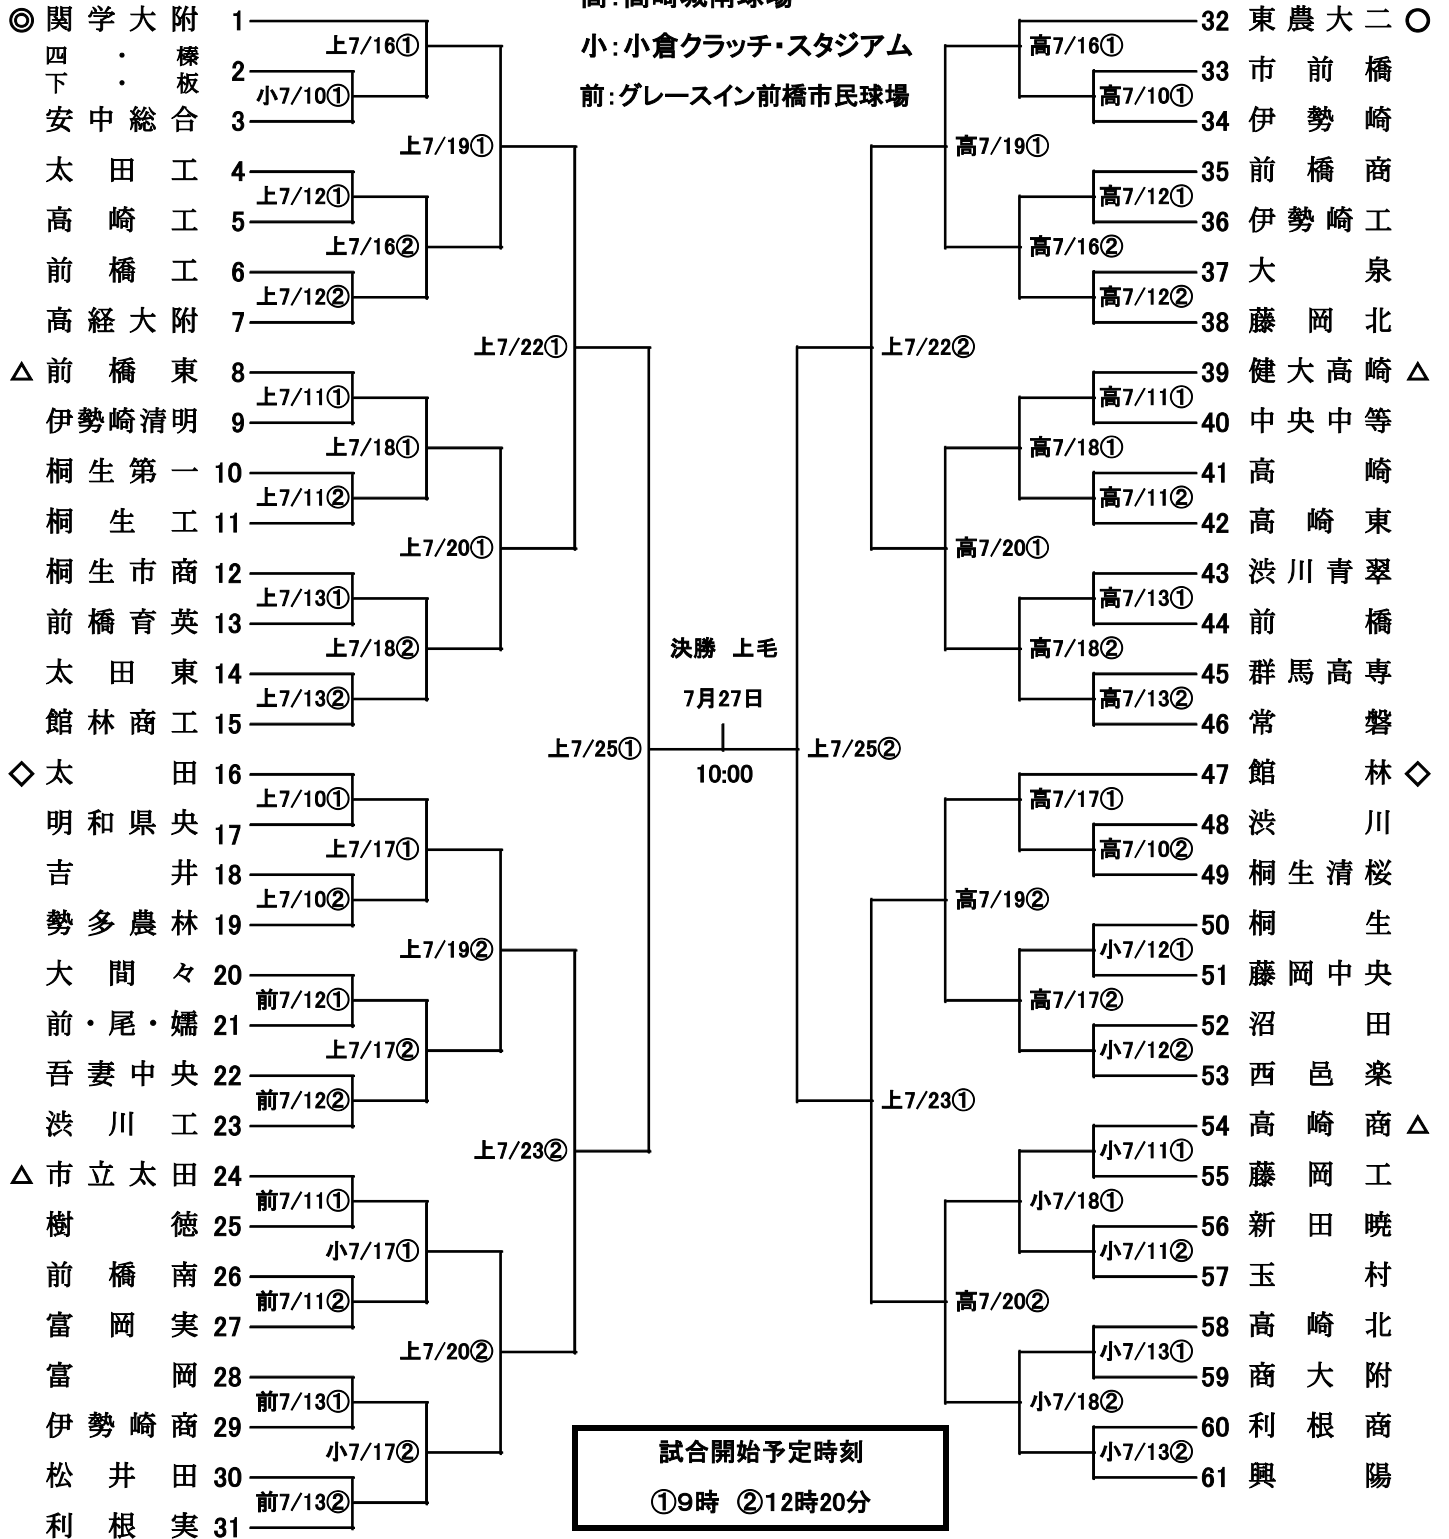 ◎ 関学大附 1
四・榛
下・板 2
安中総合 3
太田工 4
高崎工 5
前橋工 6
高経大附 7
△ 前橋東 8
伊勢崎清明 9
桐生第一 10
桐生工 11
桐生市商 12
前橋育英 13
太田東 14
館林商工 15
◇ 太田 16
明和県央 17
吉井 18
勢多農林 19
大間々 20
前・尾・嬬 21
吾妻中央 22
渋川工 23
△ 市立太田 24
樹徳 25
前橋南 26
富岡実 27
富岡 28
伊勢崎商 29
松井田 30
利根実 31
小7/10①
上7/12①
上7/12②
上7/11①
上7/11②
上7/13①
上7/13②
上7/10①
上7/10②
前7/12①
前7/12②
前7/11①
前7/11②
前7/13①
前7/13②
上7/16①
上7/16②
上7/18①
上7/18②
上7/17①
上7/17②
小7/17①
小7/17②
上7/19①
上7/20①
上7/19②
上7/20②
上7/22①
上7/23②
上7/25①
高:高崎城南球場
小:小倉クラッチ・スタジアム
前:グレースイン前橋市民球場
決勝 上毛
7月27日
10:00
試合開始予定時刻
①9時 ②12時20分
上7/25②
上7/22②
上7/23①
高7/19①
高7/20①
高7/19②
高7/20②
高7/16①
高7/16②
高7/18①
高7/18②
高7/17①
高7/17②
小7/18①
小7/18②
高7/10①
高7/12①
高7/12②
高7/11①
高7/11②
高7/13①
高7/13②
高7/10②
小7/12①
小7/12②
小7/11①
小7/11②
小7/13①
小7/13②
32 東農大二 ○
33 市前橋
34 伊勢崎
35 前橋商
36 伊勢崎工
37 大泉
38 藤岡北
39 健大高崎 △
40 中央中等
41 高崎
42 高崎東
43 渋川青翠
44 前橋
45 群馬高専
46 常磐
47 館林 ◇
48 渋川
49 桐生清桜
50 桐生
51 藤岡中央
52 沼田
53 西邑楽
54 高崎商 △
55 藤岡工
56 新田暁
57 玉村
58 高崎北
59 商大附
60 利根商
61 興陽